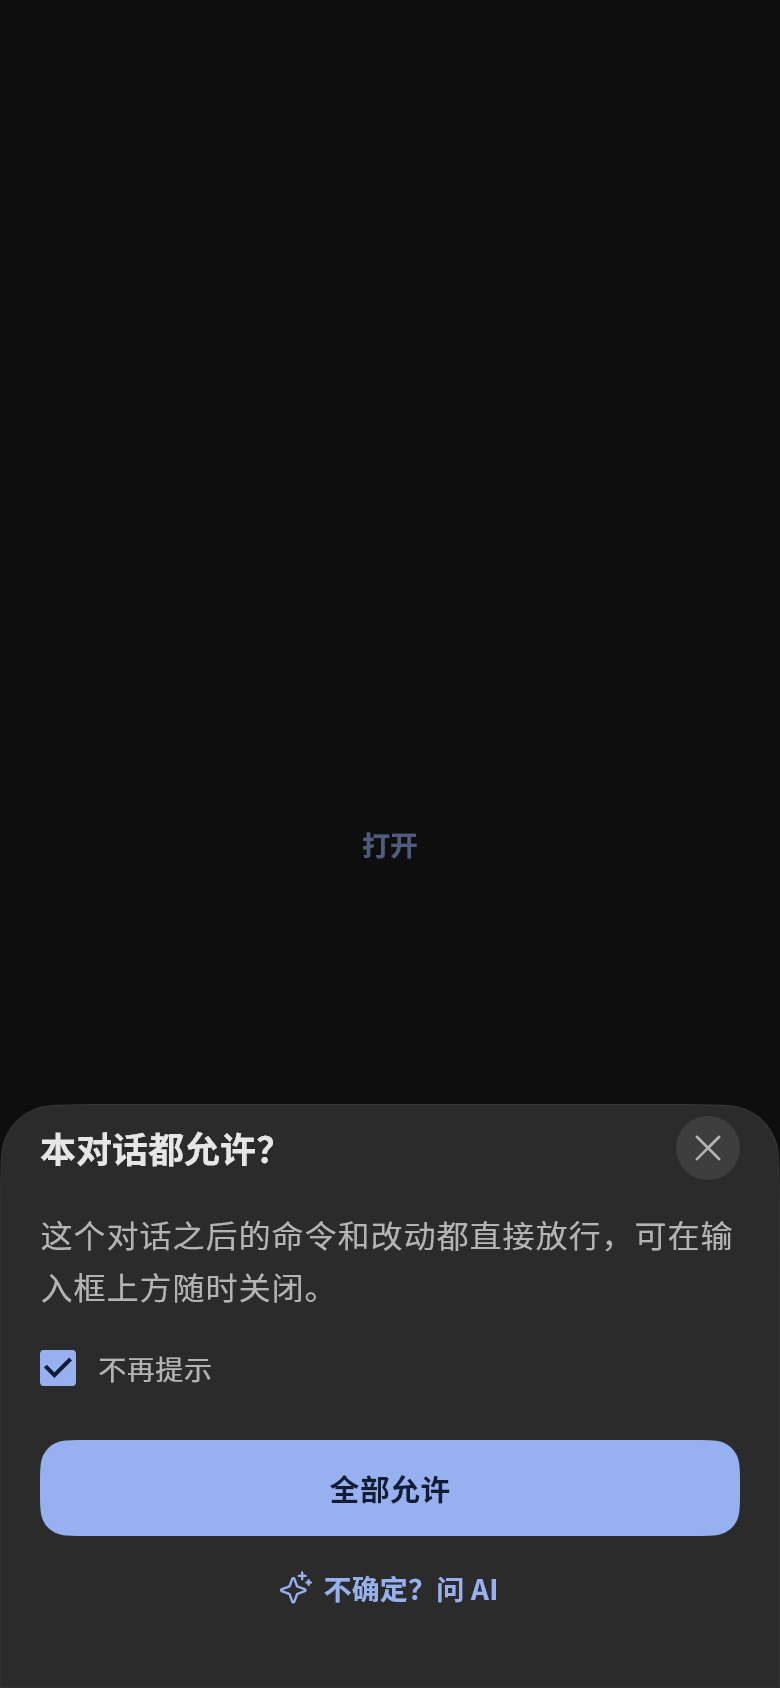 打开
本对话都允许？
这个对话之后的命令和改动都直接放行，可在输
入框上方随时关闭。
不再提示
全部允许
不确定？问 AI